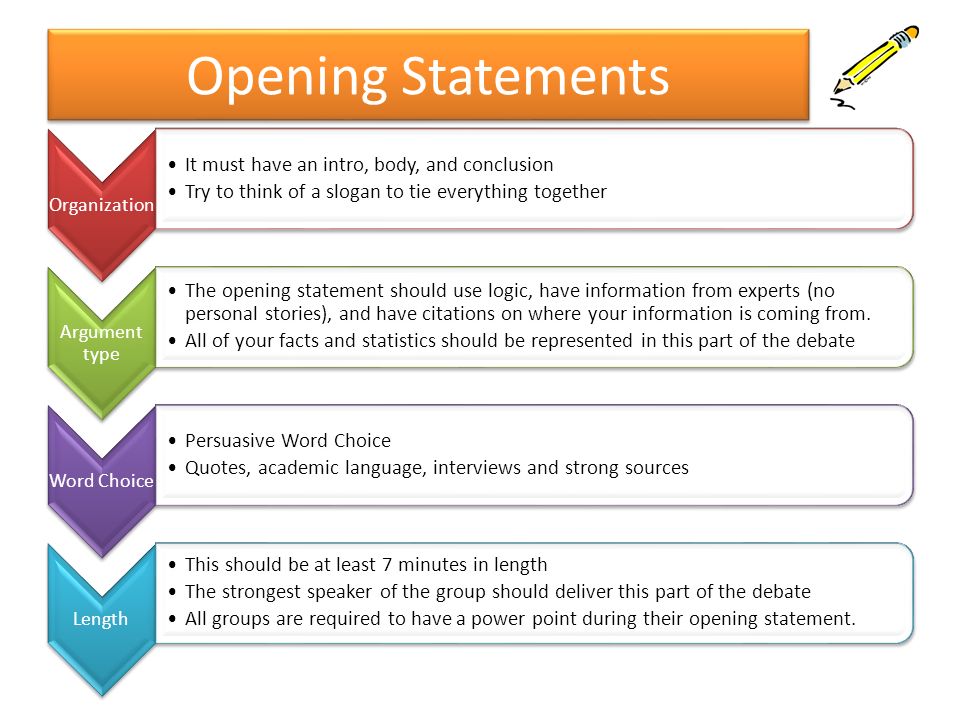 Opening Statements
Organization
• It must have an intro, body, and conclusion
• Try to think of a slogan to tie everything together
Argument
type
• The opening statement should use logic, have information from experts (no
personal stories), and have citations on where your information is coming from.
• All of your facts and statistics should be represented in this part of the debate
Word Choice
• Persuasive Word Choice
• Quotes, academic language, interviews and strong sources
Length
• This should be at least 7 minutes in length
• The strongest speaker of the group should deliver this part of the debate
• All groups are required to have a power point during their opening statement.